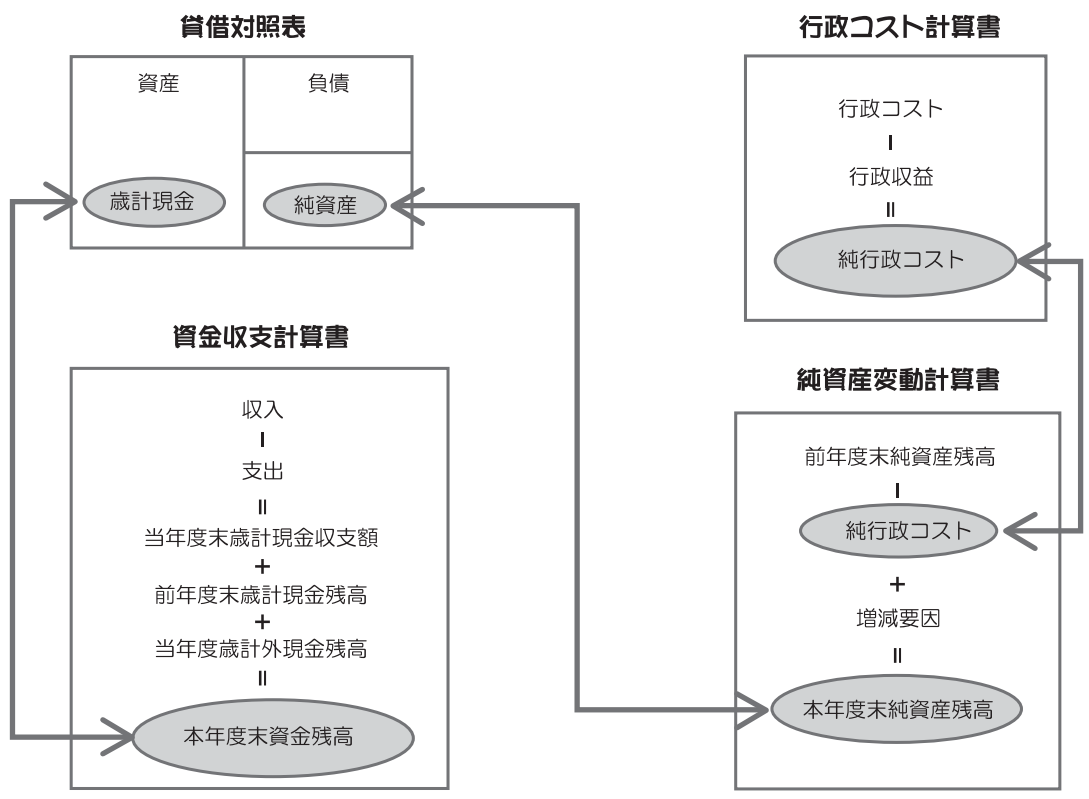 貸借対照表
資産
負債
歳計現金
純資産
資金収支計算書
収入
ー
支出
=
当年度末歳計現金収支額
+
前年度末歳計現金残高
+
当年度歳計外現金残高
=
本年度末資金残高
行政コスト計算書
行政コスト
ー
行政収益
=
純行政コスト
純資産変動計算書
前年度末純資産残高
ー
純行政コスト
+
増減要因
=
本年度末純資産残高